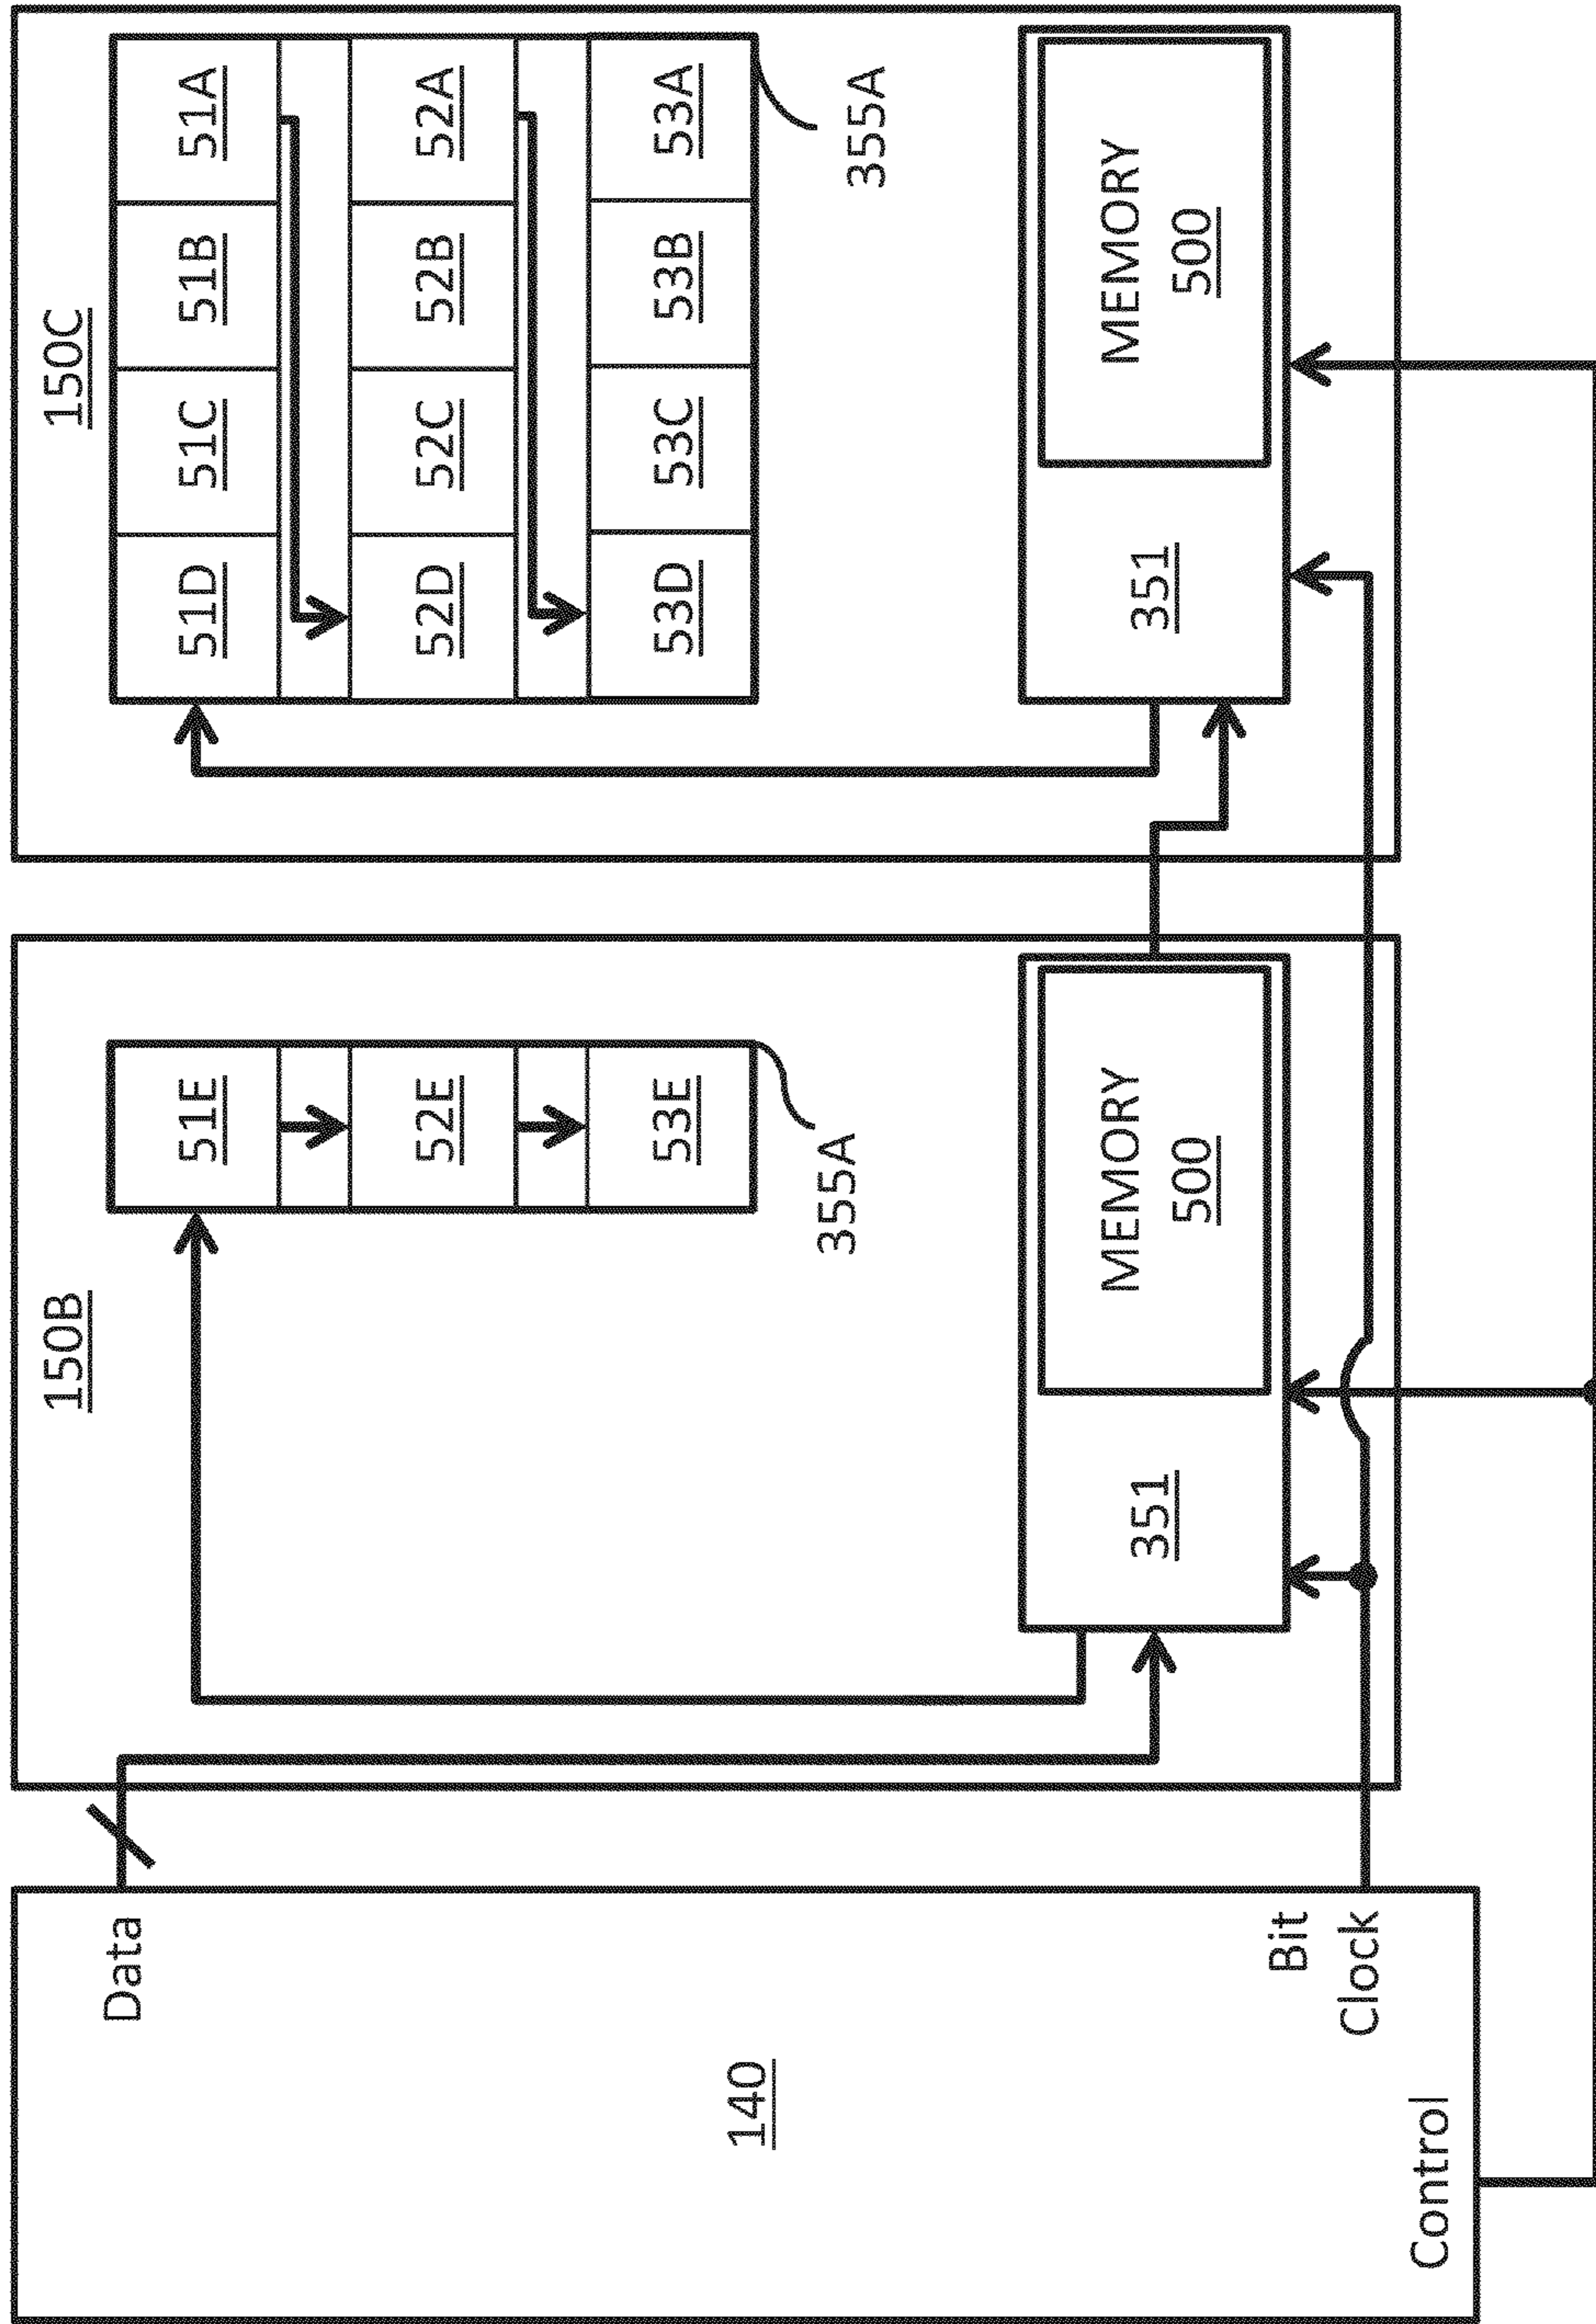 140
Data
Bit
Clock
Control
150B
51E
52E
53E
355A
351
MEMORY
500
150C
51D 51C 51B 51A
52D 52C 52B 52A
53D 53C 53B 53A
355A
351
MEMORY
500